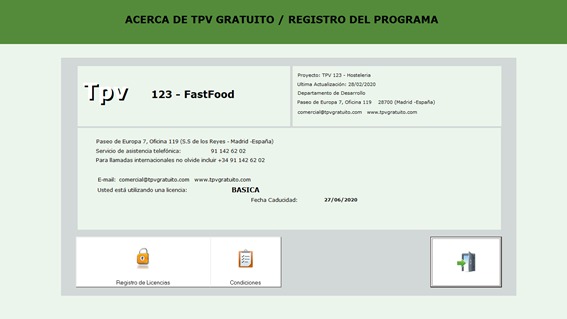 ACERCA DE TPV GRATUITO / REGISTRO DEL PROGRAMA
Tpv
123 - FastFood
Proyecto: TPV 123 - Hosteleria
Ultima Actualización: 28/02/2020
Departamento de Desarrollo
Paseo de Europa 7, Oficina 119 28700 (Madrid -España)
comercial@tpvgratuito.com www.tpvgratuito.com
Paseo de Europa 7, Oficina 119 (S.S de los Reyes - Madrid -España)
Servicio de asistencia telefónica: 91 142 62 02
Para llamadas internacionales no olvide incluir +34 91 142 62 02
E-mail: comercial@tpvgratuito.com www.tpvgratuito.com
Usted está utilizando una licencia: BASICA
Fecha Caducidad: 27/06/2020
Registro de Licencias
Condiciones